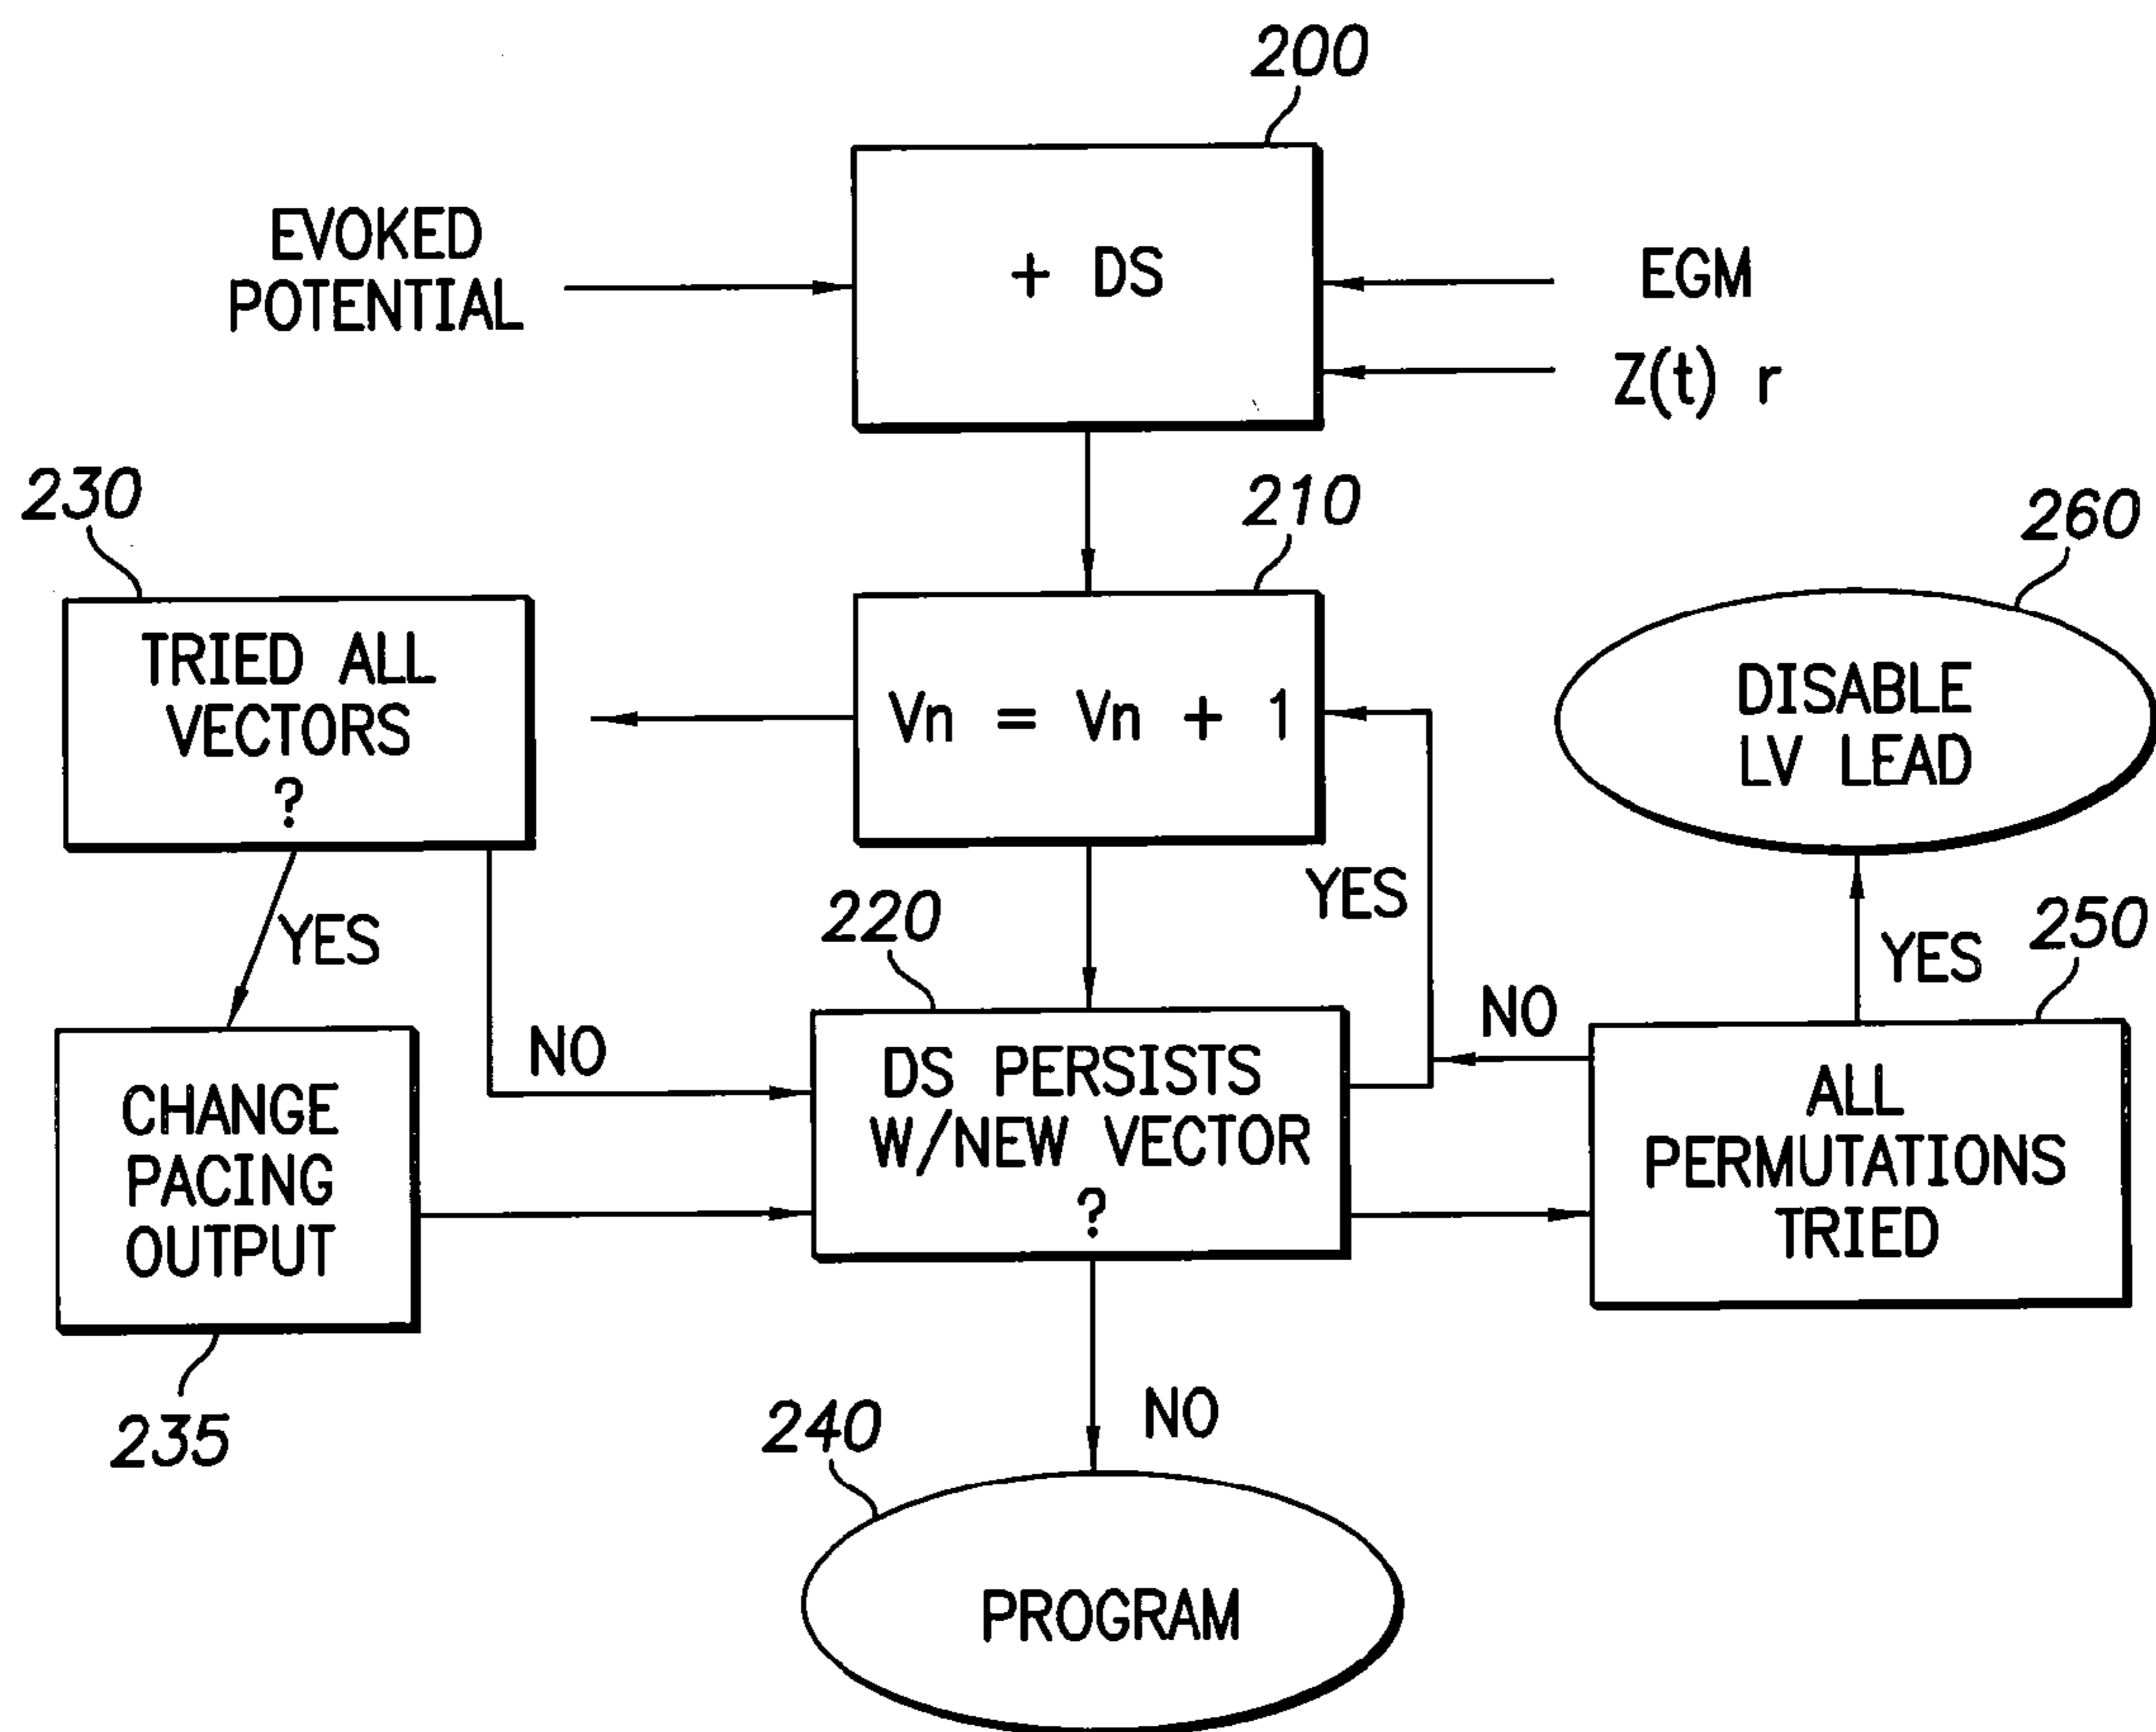 200
EVOKED
POTENTIAL
+ DS
EGM
Z(t) r
230
210
260
TRIED ALL
VECTORS
?
Vn = Vn + 1
DISABLE
LV LEAD
YES
220
YES
YES
250
NO
NO
CHANGE
PACING
OUTPUT
DS PERSISTS
W/NEW VECTOR
?
ALL
PERMUTATIONS
TRIED
235
240
NO
PROGRAM